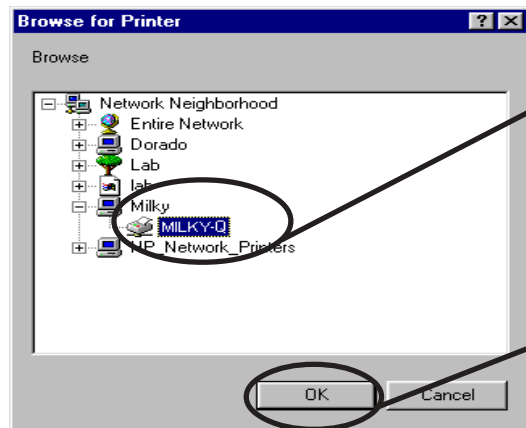 Browse for Printer
Browse
Network Neighborhood
Entire Network
Dorado
Lab
lab
Milky
MILKY-Q
HP_Network_Printers
OK
Cancel